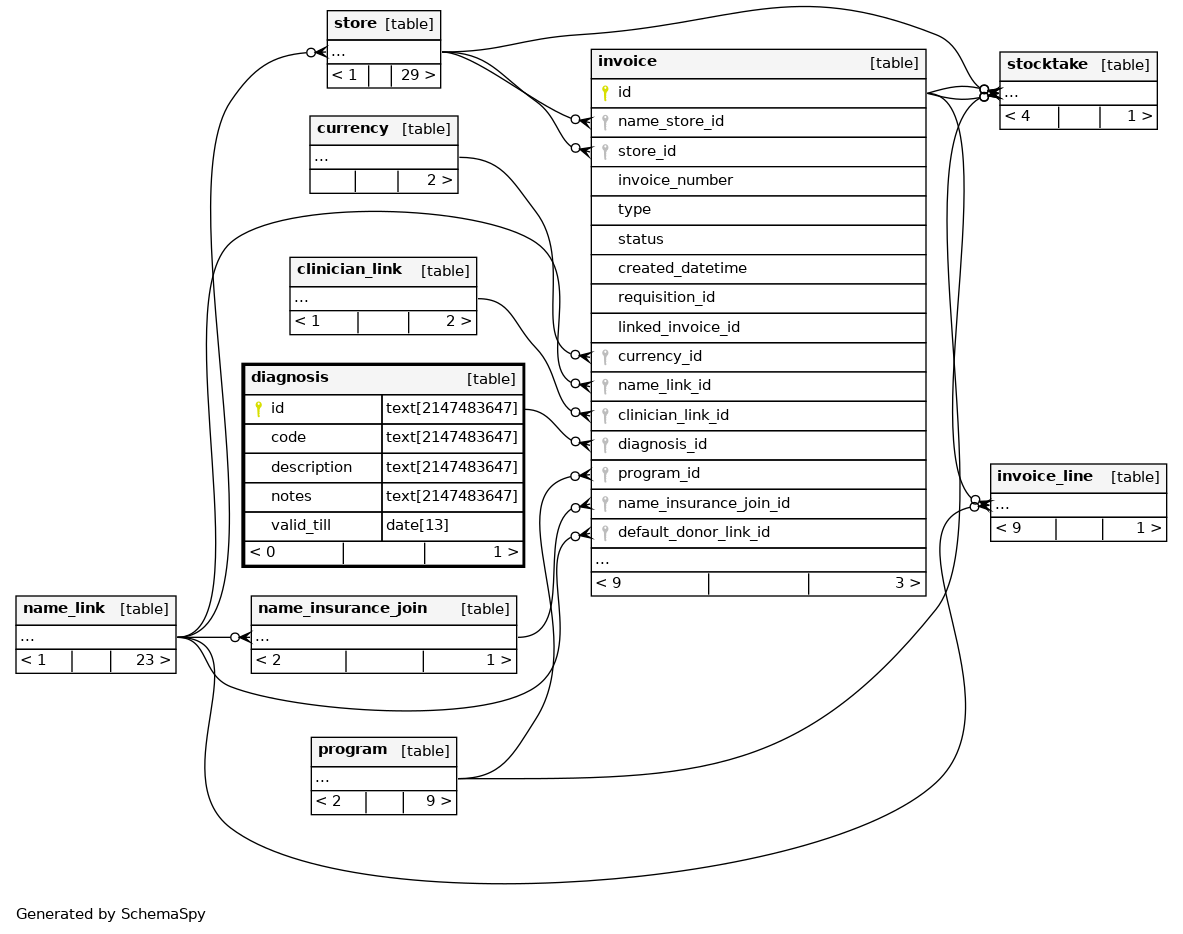 store [table]
...
< 1 29 >
currency [table]
...
2 >
clinician_link [table]
...
< 1 2 >
diagnosis [table]
id text[2147483647]
code text[2147483647]
description text[2147483647]
notes text[2147483647]
valid_till date[13]
< 0 1 >
name_link [table]
...
< 1 23 >
name_insurance_join [table]
...
< 2 1 >
program [table]
...
< 2 9 >
invoice [table]
id
name_store_id
store_id
invoice_number
type
status
created_datetime
requisition_id
linked_invoice_id
currency_id
name_link_id
clinician_link_id
diagnosis_id
program_id
name_insurance_join_id
default_donor_link_id
...
< 9 3 >
stocktake [table]
...
< 4 1 >
invoice_line [table]
...
< 9 1 >
Generated by SchemaSpy